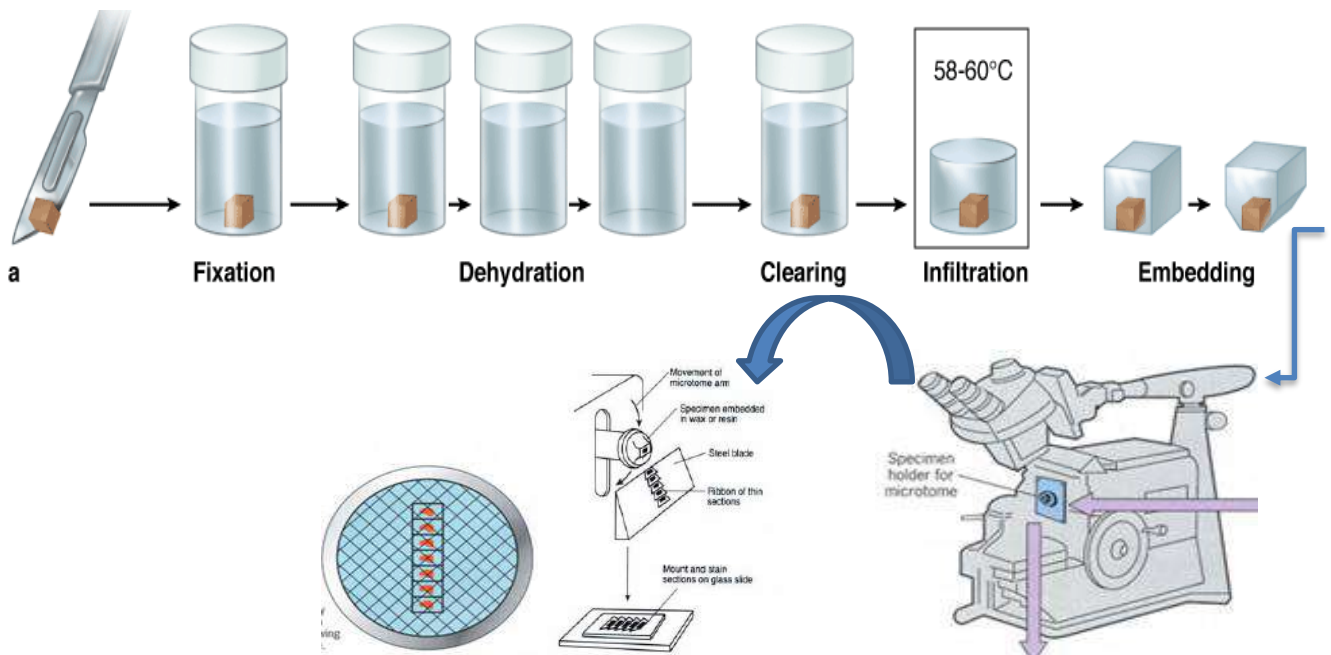 58-60°C
a
Fixation
Dehydration
Clearing
Infiltration
Embedding
Movement of
microtome arm
Specimen embedded
in wax or resin
Steel blade
Ribbon of thin
sections
Mount and stain
sections on glass slide
Specimen
holder for
microtome